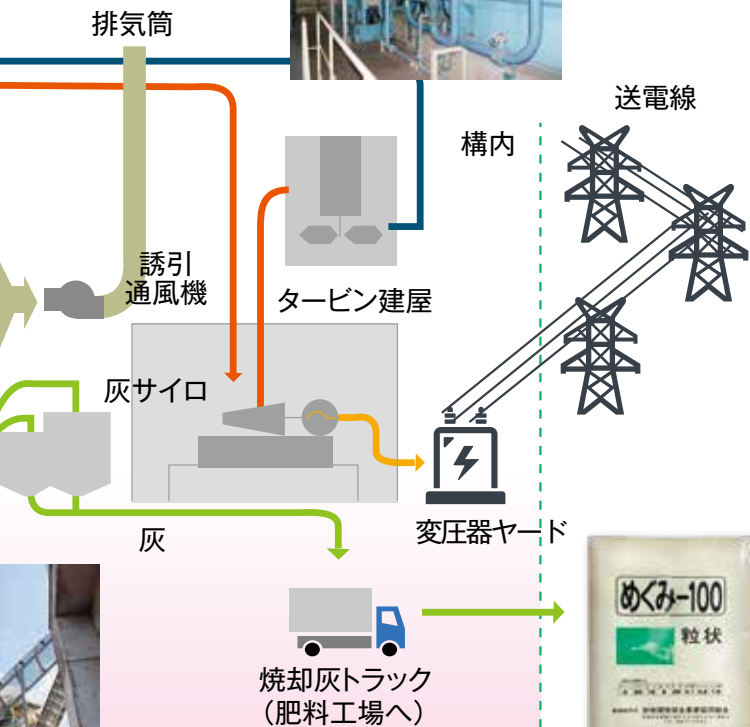 排気筒
送電線
構内
誘引
通風機
タービン建屋
灰サイロ
灰
変圧器ヤード
めぐみ-100
粒状
焼却灰トラック
（肥料工場へ）